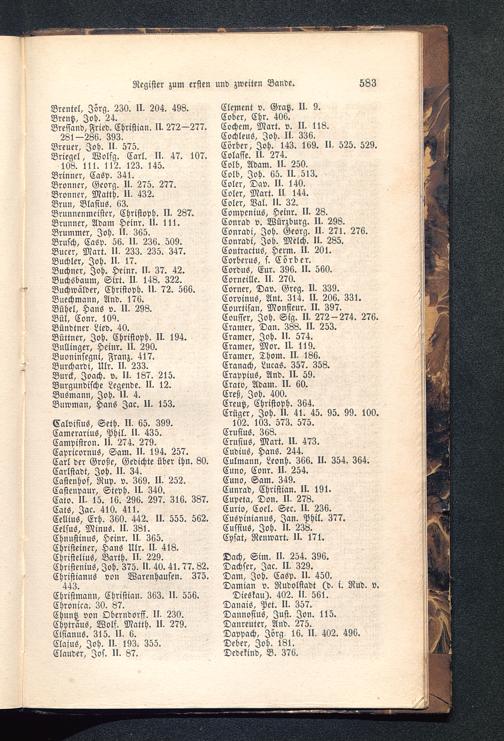 Register zum ersten und zweiten Bande. 583
Brentel, Jörg. 230. II. 204. 498.
Brentz, Joh. 24.
Bressand, Fried. Christian. II. 272—277.
281—286. 393.
Breuer, Joh. II. 575.
Briegel, Wolfg. Carl. II. 47. 107.
108. 111. 112. 123. 145.
Brinner, Casp. 341.
Bronner, Georg. II. 275. 277.
Bronner, Matth. II. 432.
Brun, Blasius. 63.
Brunnenmeister, Christoph. II. 287.
Brunner, Adam Heinr. II. 111.
Brummer, Joh. II. 365.
Brusch, Casp. 56. II. 236. 509.
Bucer, Mart. II. 233. 235. 347.
Buchler, Joh. II. 17.
Buchner, Joh. Heinr. II. 37. 42.
Buchsbaum, Sixt. II. 148. 322.
Buchwälder, Christoph. II. 72. 566.
Buechmann, And. 176.
Bühel, Hans v. II. 298.
Bül, Conr. 109.
Bündtner Lied. 40.
Büttner, Joh. Christoph. II. 194.
Bullinger, Heinr. II. 290.
Buoninsegni, Franz. 417.
Burchardi, Ulr. II. 233.
Burck, Joach. v. II. 187. 215.
Burgundische Legende. II. 12.
Busmann, Joh. II. 4.
Buwman, Hans Jac. II. 153.
Calvisius, Seth. II. 65. 399.
Camerarius, Phil. II. 435.
Campistron. II. 274. 279.
Capricornus, Sam. II. 194. 257.
Carl der Große, Gedichte über ihn. 80.
Carlstadt, Joh. II. 34.
Castenhof, Rup. v. 369. II. 252.
Castenpaur, Steph. II. 340.
Cato. II. 15. 16. 296. 297. 316. 387.
Cats, Jac. 410. 411.
Cellius, Erh. 360. 442. II. 555. 562.
Celsus, Minus. II. 381.
Chnustinus, Heinr. II. 365.
Christeiner, Hans Ulr. II. 418.
Christelius, Barth. II. 229.
Christenius, Joh. 375. II. 40. 41. 77. 82.
Christianus von Warenhausen. 375.
443.
Christmann, Christian. 363. II. 556.
Chronica. 30. 87.
Chuntz von Oberndorff. II. 230.
Chyträus, Wolf. Matth. II. 279.
Cisianus. 315. II. 6.
Clajus, Joh. II. 193. 355.
Clauder, Jos. II. 87.
Clement v. Gratz. II. 9.
Cober, Chr. 406.
Cochem, Mart. v. II. 118.
Cochleus, Joh. II. 336.
Cörber, Joh. 143. 169. II. 525. 529.
Colasse. II. 274.
Colb, Adam. II. 250.
Colb, Joh. 65. II. 513.
Coler, Dav. II. 140.
Coler, Mart. II. 144.
Coler, Val. II. 32.
Compenius, Heinr. II. 28.
Conrad v. Würzburg. II. 298.
Conradi, Joh. Georg. II. 271. 276.
Conradi, Joh. Melch. II. 285.
Contractus, Herm. II. 201.
Corberus, s. Cörber.
Cordus, Eur. 396. II. 560.
Corneille. II. 270.
Corner, Dav. Greg. II. 339.
Corvinus, Ant. 314. II. 206. 331.
Courtisan, Monsieur. II. 397.
Cousser, Joh. Sig. II. 272—274. 276.
Cramer, Dan. 388. II. 253.
Cramer, Joh. II. 574.
Cramer, Mor. II. 119.
Cramer, Thom. II. 186.
Cranach, Lucas. 357. 358.
Crappius, And. II. 59.
Crato, Adam. II. 60.
Creß, Joh. 400.
Creutz, Christoph. 364.
Crüger, Joh. II. 41. 45. 95. 99. 100.
102. 103. 573. 575.
Crusius. 368.
Crusius, Mart. II. 473.
Cudius, Hans. 244.
Culmann, Leonh. 366. II. 354. 364.
Cuno, Conr. II. 254.
Cuno, Sam. 349.
Cunrad, Christian. II. 191.
Cupeta, Don. II. 278.
Curio, Coel. Sec. II. 236.
Cuspinianus, Jan. Phil. 377.
Cussius, Joh. II. 238.
Cysat, Renwart. II. 171.
Dach, Sim. II. 254. 396.
Dachser, Jac. II. 329.
Dam, Joh. Casp. II. 450.
Damian v. Rudolstadt (d. i. Rud. v.
Dieskau). 402. II. 561.
Danais, Pet. II. 357.
Dannofius, Just. Jon. 115.
Danreuter, And. 275.
Dappach, Jörg. 16. II. 402. 496.
Deber, Joh. 181.
Dedekind, B. 376.